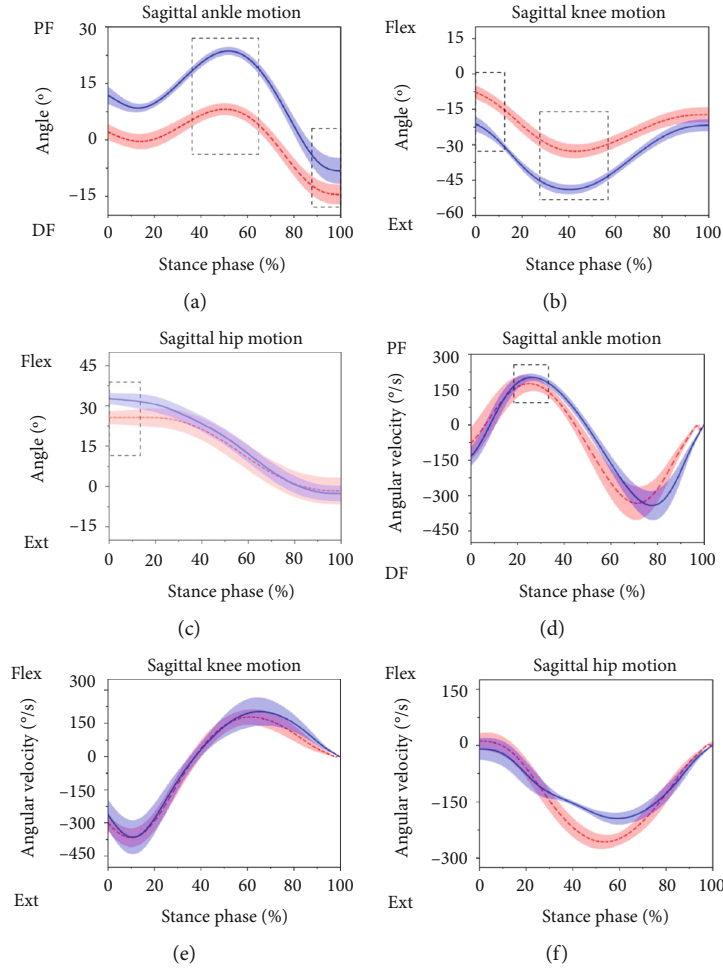 PF
Sagittal ankle motion
30
15
0
−15
Angle (°)
DF
0 20 40 60 80 100
Stance phase (%)
(a)
Flex
Sagittal knee motion
0
−15
−30
−45
−60
Angle (°)
Ext
0 20 40 60 80 100
Stance phase (%)
(b)
Flex
Sagittal hip motion
45
30
15
0
−15
Angle (°)
Ext
0 20 40 60 80 100
Stance phase (%)
(c)
PF
Sagittal ankle motion
300
150
0
−150
−300
−450
Angular velocity (°/s)
DF
0 20 40 60 80 100
Stance phase (%)
(d)
Flex
Sagittal knee motion
300
150
0
−150
−300
−450
Angular velocity (°/s)
Ext
0 20 40 60 80 100
Stance phase (%)
(e)
Flex
Sagittal hip motion
150
0
−150
−300
Angular velocity (°/s)
Ext
0 20 40 60 80 100
Stance phase (%)
(f)